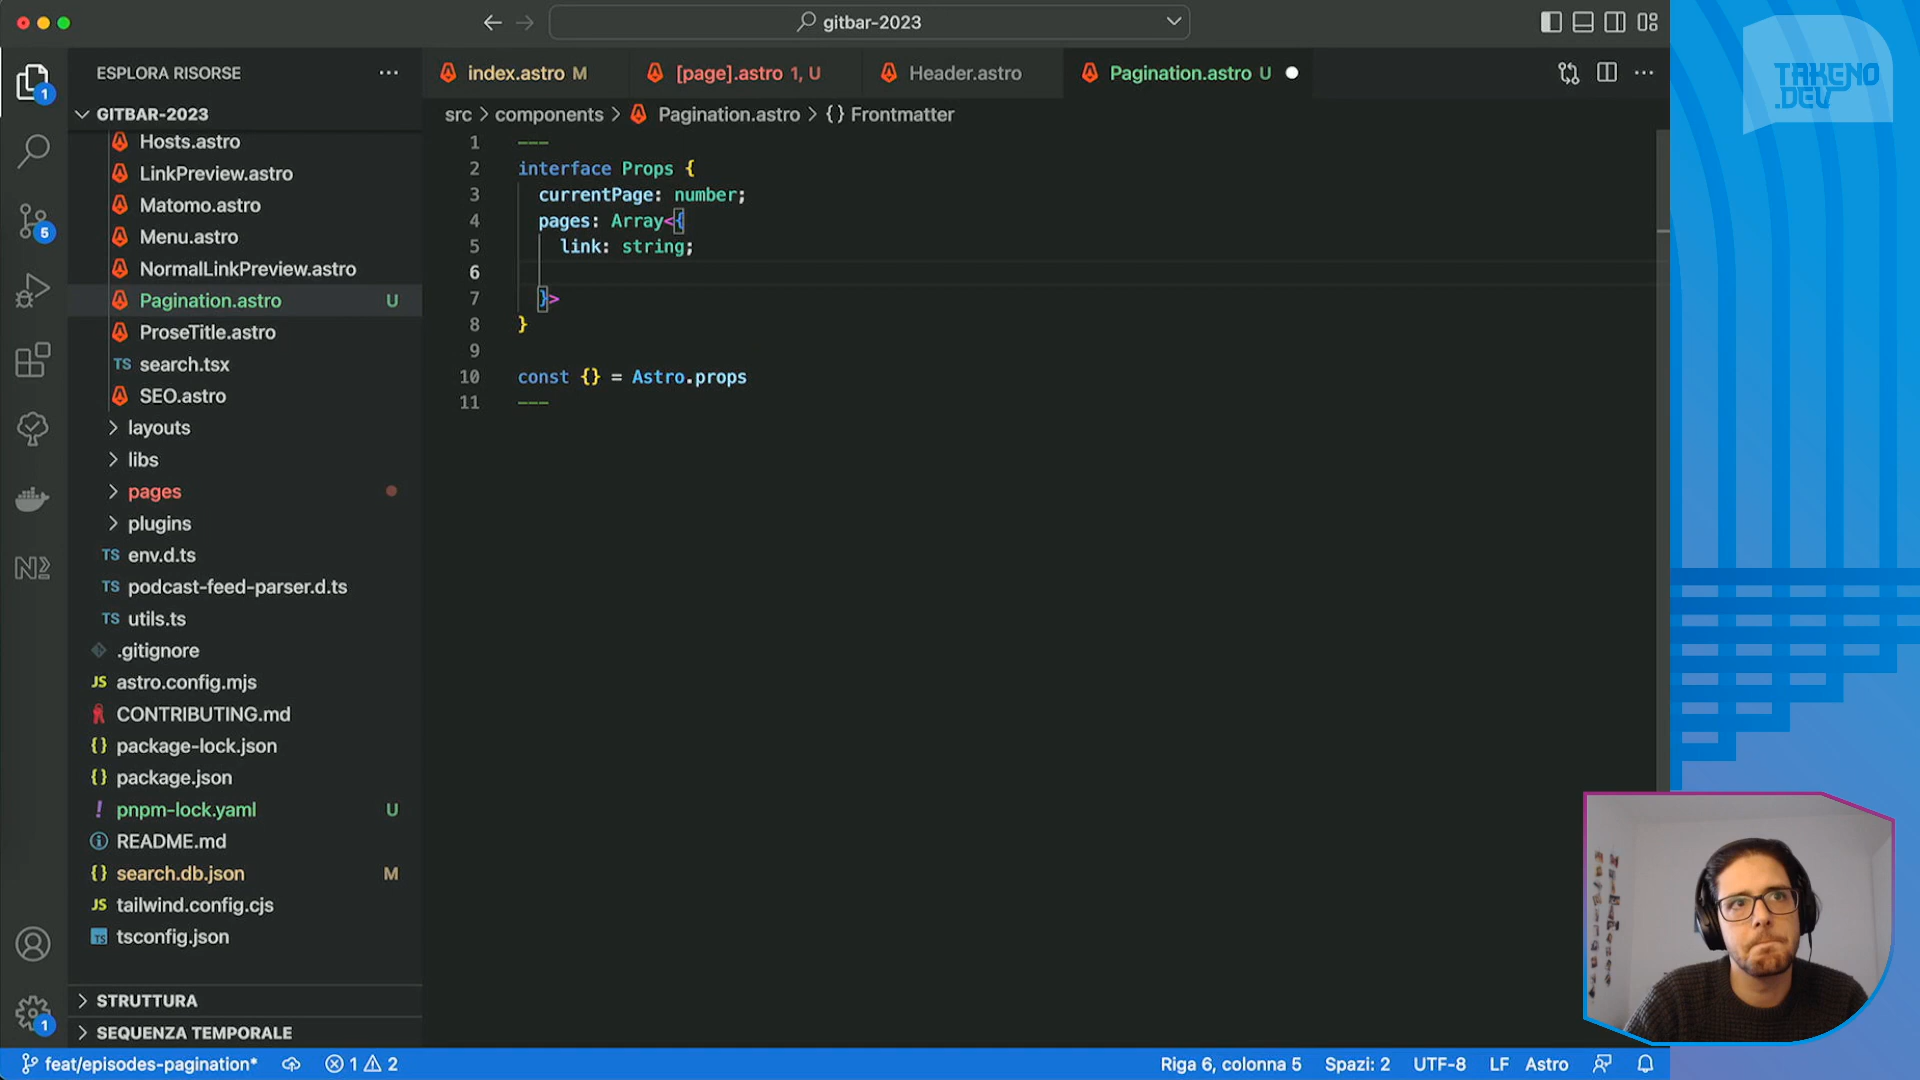 gitbar-2023
ESPLORA RISORSE
GITBAR-2023
Hosts.astro
LinkPreview.astro
Matomo.astro
Menu.astro
NormalLinkPreview.astro
Pagination.astro U
ProseTitle.astro
TS search.tsx
SEO.astro
layouts
libs
pages
plugins
TS env.d.ts
TS podcast-feed-parser.d.ts
TS utils.ts
.gitignore
JS astro.config.mjs
CONTRIBUTING.md
{} package-lock.json
{} package.json
! pnpm-lock.yaml U
README.md
{} search.db.json M
JS tailwind.config.cjs
TS tsconfig.json
STRUTTURA
SEQUENZA TEMPORALE
1
5
1
index.astro M
[page].astro 1, U
Header.astro
Pagination.astro U
src > components > Pagination.astro > {} Frontmatter
1 ---
2 interface Props {
3 currentPage: number;
4 pages: Array<{
5 link: string;
6
7 }>
8 }
9
10 const {} = Astro.props
11 ---
TAKENO
.DEV
feat/episodes-pagination* 1 2
Riga 6, colonna 5 Spazi: 2 UTF-8 LF Astro